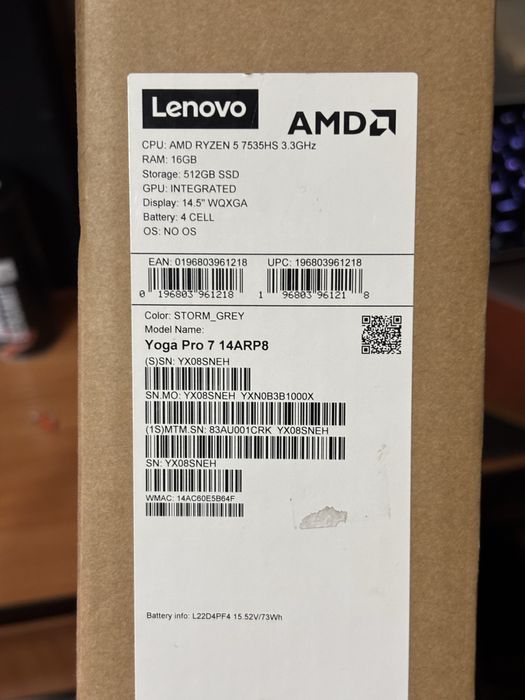 Lenovo
AMD
CPU: AMD RYZEN 5 7535HS 3.3GHz
RAM: 16GB
Storage: 512GB SSD
GPU: INTEGRATED
Display: 14.5" WQXGA
Battery: 4 CELL
OS: NO OS
EAN: 0196803961218 UPC: 196803961218
0 196803 961218 1 96803 96121 8
Color: STORM_GREY
Model Name:
Yoga Pro 7 14ARP8
(S)SN: YX08SNEH
SN.MO: YX08SNEH YXN0B3B1000X
(1S)MTM.SN: 83AU001CRK YX08SNEH
SN: YX08SNEH
WMAC: 14AC60E5B64F
Battery info: L22D4PF4 15.52V/73Wh